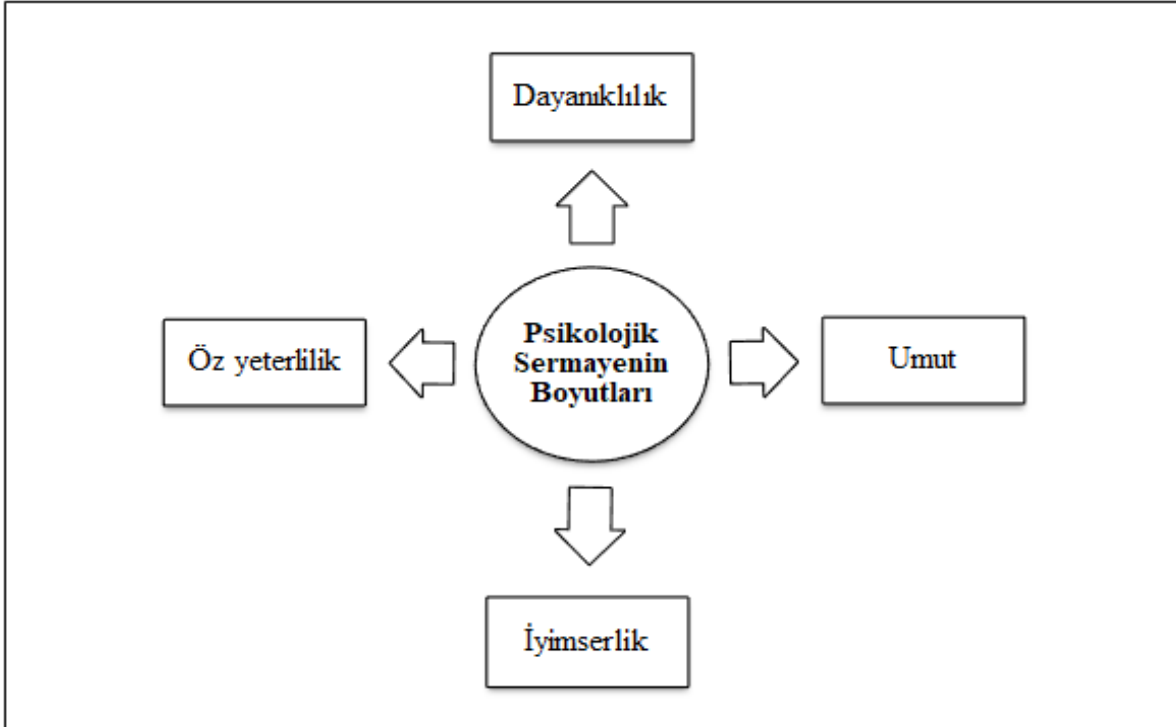 Dayanıklılık
Öz yeterlilik
Psikolojik
Sermayenin
Boyutları
Umut
İyimserlik